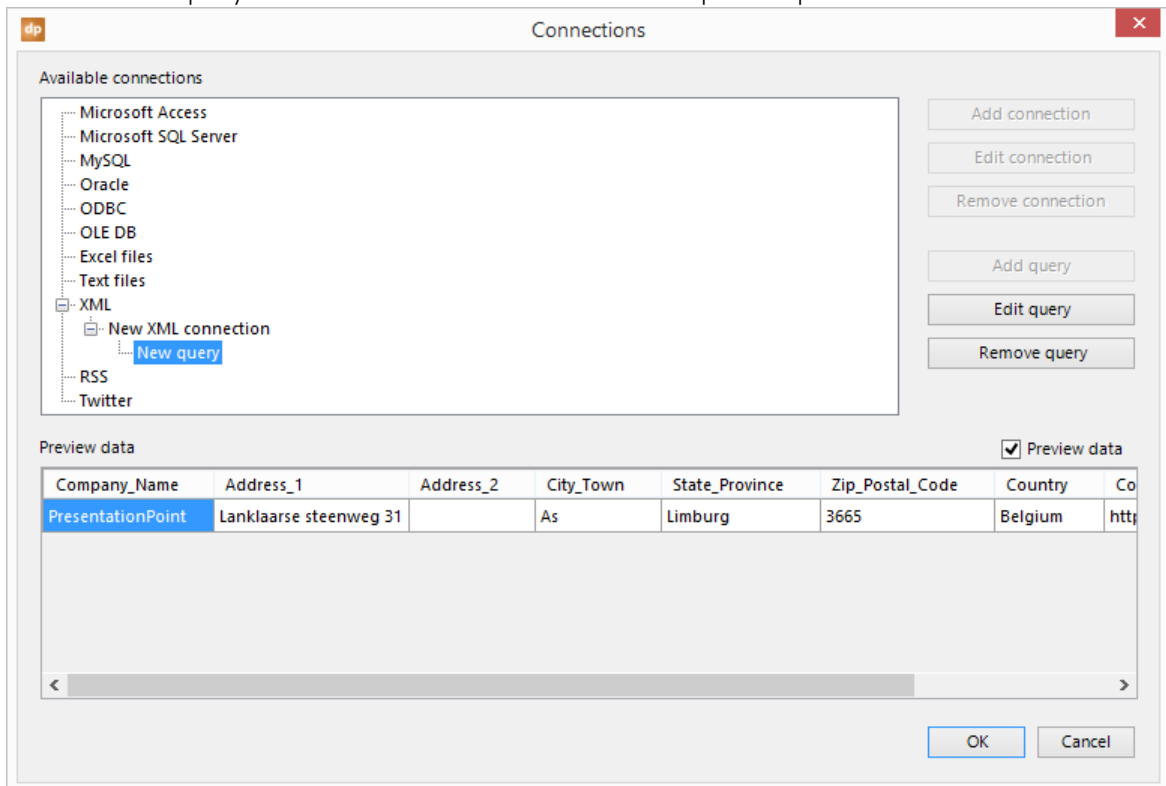 dp Connections
Available connections
Microsoft Access
Microsoft SQL Server
MySQL
Oracle
ODBC
OLE DB
Excel files
Text files
XML
New XML connection
New query
RSS
Twitter
Add connection
Edit connection
Remove connection
Add query
Edit query
Remove query
Preview data
Preview data
Company_Name Address_1 Address_2 City_Town State_Province Zip_Postal_Code Country Co
PresentationPoint Lanklaarse steenweg 31 As Limburg 3665 Belgium http
OK Cancel